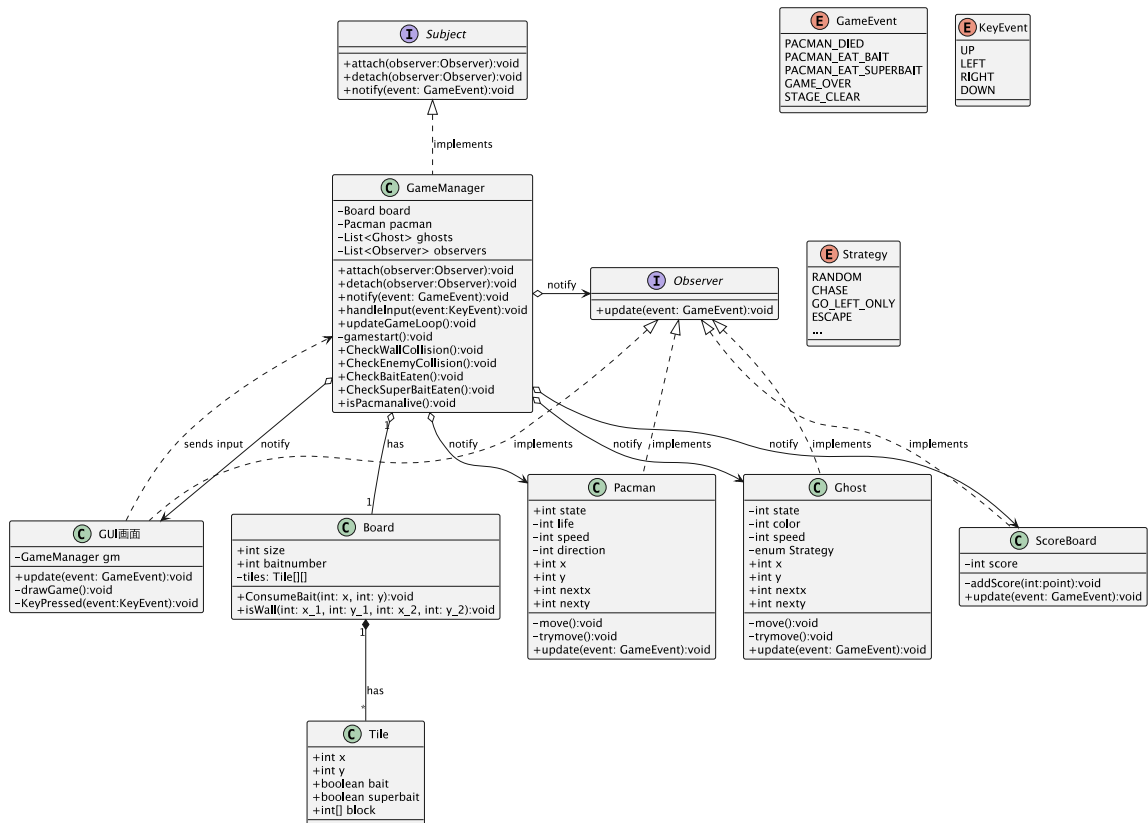 I Subject
+attach(observer:Observer):void
+detach(observer:Observer):void
+notify(event: GameEvent):void
E GameEvent
PACMAN_DIED
PACMAN_EAT_BAIT
PACMAN_EAT_SUPERBAIT
GAME_OVER
STAGE_CLEAR
E KeyEvent
UP
LEFT
RIGHT
DOWN
implements
C GameManager
-Board board
-Pacman pacman
-List<Ghost> ghosts
-List<Observer> observers
+attach(observer:Observer):void
+detach(observer:Observer):void
+notify(event: GameEvent):void
+handleInput(event:KeyEvent):void
+updateGameLoop():void
-gamestart():void
+CheckWallCollision():void
+CheckEnemyCollision():void
+CheckBaitEaten():void
+CheckSuperBaitEaten():void
+isPacmanalive():void
notify
I Observer
+update(event: GameEvent):void
E Strategy
RANDOM
CHASE
GO_LEFT_ONLY
ESCAPE
...
sends input
notify
1
has
1
notify
implements
notify
implements
notify
implements
implements
C GUI画面
-GameManager gm
+update(event: GameEvent):void
-drawGame():void
-KeyPressed(event:KeyEvent):void
C Board
+int size
+int baitnumber
-tiles: Tile[][]
+ConsumeBait(int: x, int: y):void
+isWall(int: x_1, int: y_1, int: x_2, int: y_2):void
C Pacman
+int state
-int life
-int speed
-int direction
+int x
+int y
+int nextx
+int nexty
-move():void
-trymove():void
+update(event: GameEvent):void
C Ghost
-int state
-int color
-int speed
-enum Strategy
+int x
+int y
+int nextx
+int nexty
-move():void
-trymove():void
+update(event: GameEvent):void
C ScoreBoard
-int score
-addScore(int:point):void
+update(event: GameEvent):void
1
has
*
C Tile
+int x
+int y
+boolean bait
+boolean superbait
+int[] block